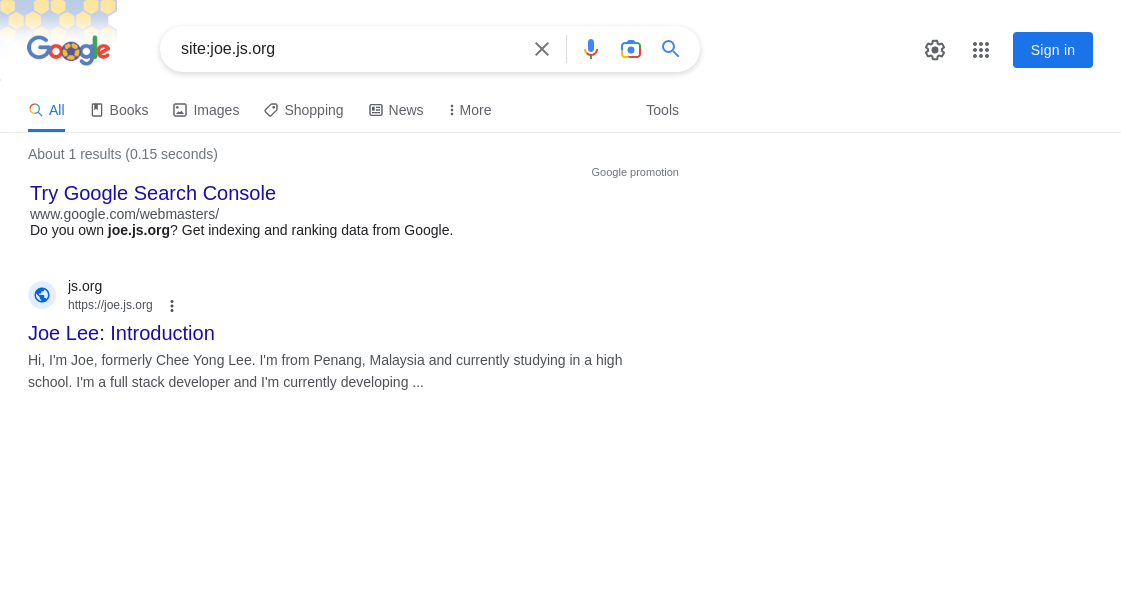 Google
site:joe.js.org
Sign in
All
Books
Images
Shopping
News
More
Tools
About 1 results (0.15 seconds)
Google promotion
Try Google Search Console
www.google.com/webmasters/
Do you own joe.js.org? Get indexing and ranking data from Google.
js.org
https://joe.js.org
Joe Lee: Introduction
Hi, I'm Joe, formerly Chee Yong Lee. I'm from Penang, Malaysia and currently studying in a high
school. I'm a full stack developer and I'm currently developing ...